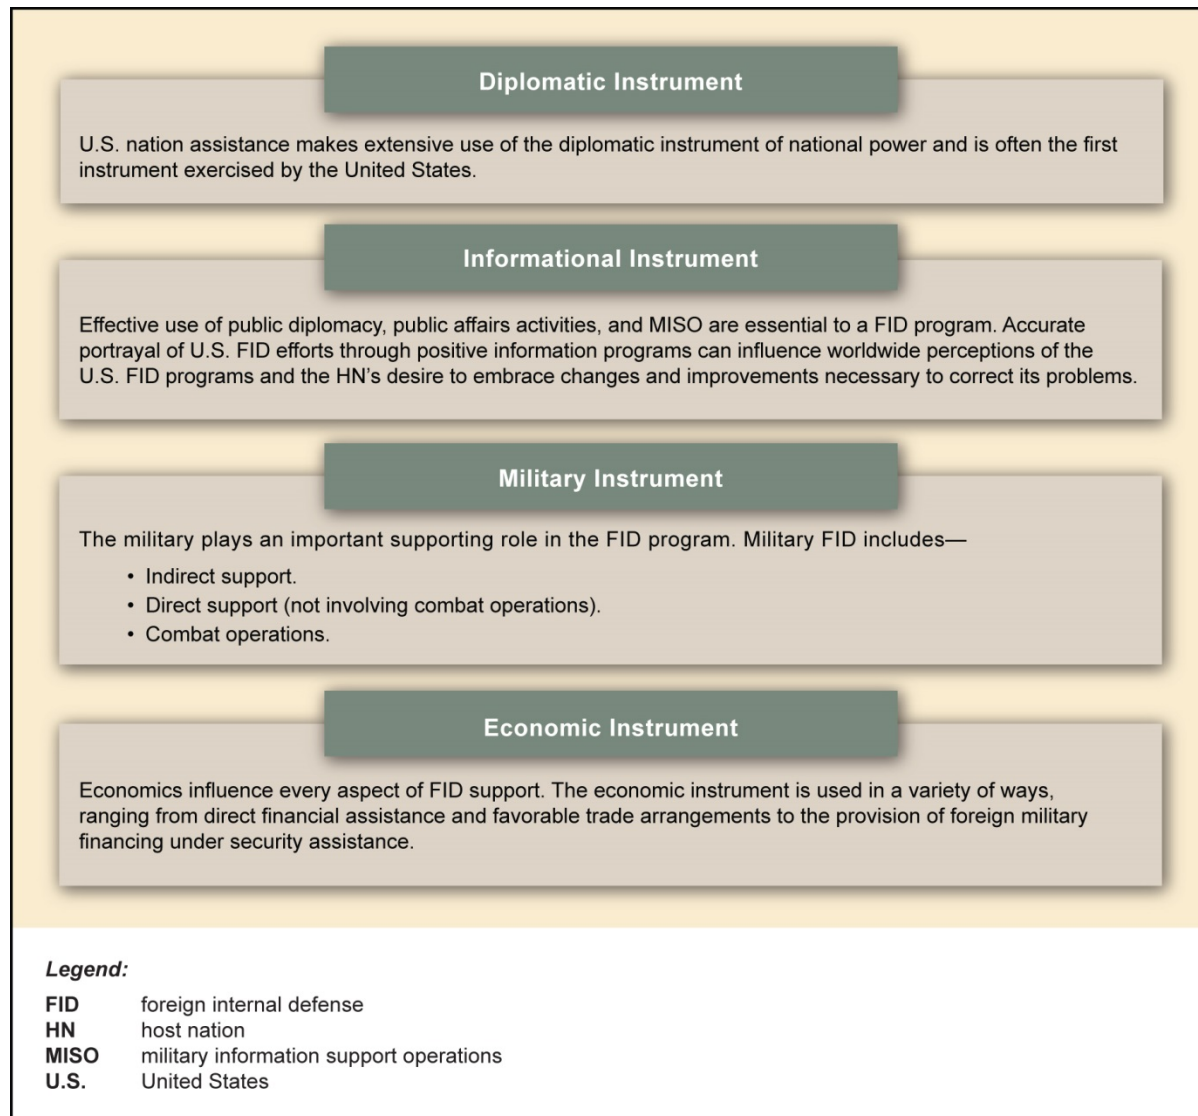 Diplomatic Instrument
U.S. nation assistance makes extensive use of the diplomatic instrument of national power and is often the first
instrument exercised by the United States.
Informational Instrument
Effective use of public diplomacy, public affairs activities, and MISO are essential to a FID program. Accurate
portrayal of U.S. FID efforts through positive information programs can influence worldwide perceptions of the
U.S. FID programs and the HN’s desire to embrace changes and improvements necessary to correct its problems.
Military Instrument
The military plays an important supporting role in the FID program. Military FID includes—
• Indirect support.
• Direct support (not involving combat operations).
• Combat operations.
Economic Instrument
Economics influence every aspect of FID support. The economic instrument is used in a variety of ways,
ranging from direct financial assistance and favorable trade arrangements to the provision of foreign military
financing under security assistance.
Legend:
FID foreign internal defense
HN host nation
MISO military information support operations
U.S. United States